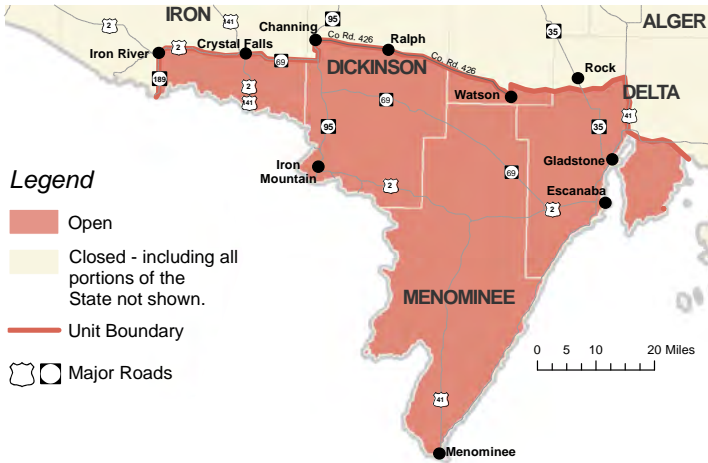 IRON
ALGER
DICKINSON
DELTA
MENOMINEE
Iron River
Crystal Falls
Channing
Ralph
Watson
Rock
Gladstone
Escanaba
Iron
Mountain
Menominee
Co Rd. 426
Co Rd. 426
2
141
95
35
2
69
189
2
141
95
69
69
35
41
2
2
41
Legend
Open
Closed - including all
portions of the
State not shown.
Unit Boundary
Major Roads
0 5 10 20 Miles